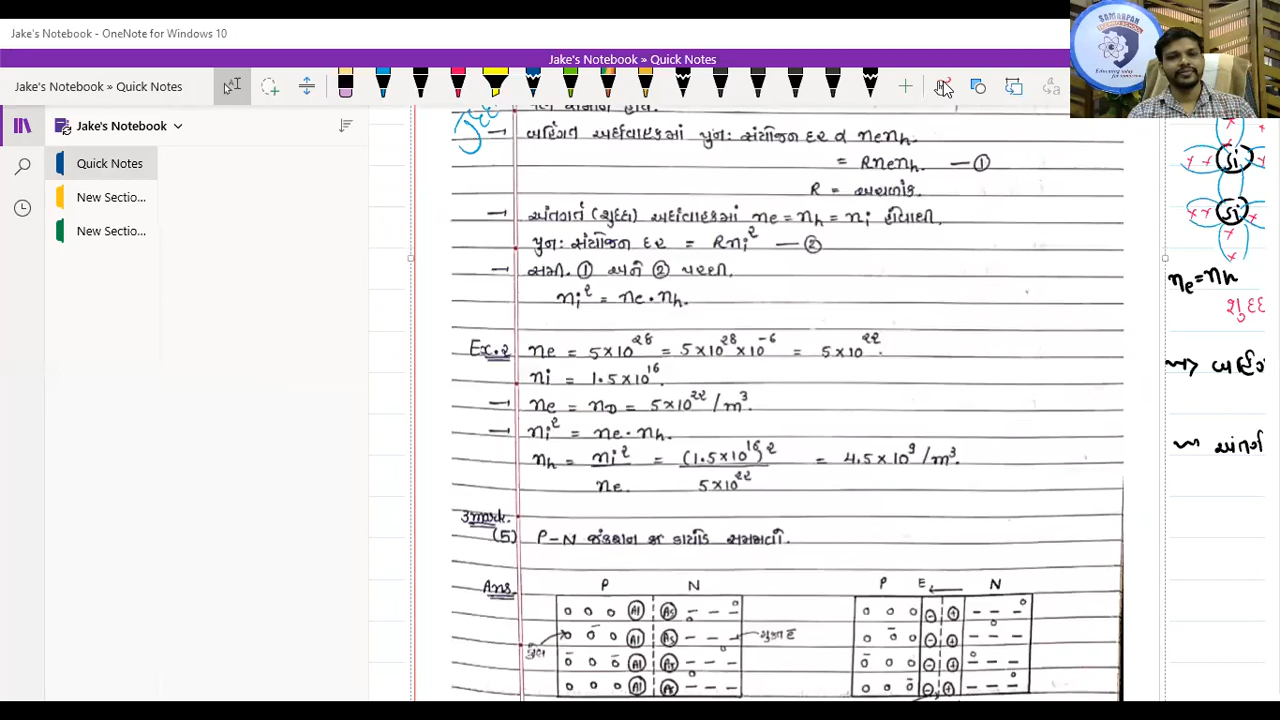 Jake's Notebook - OneNote for Windows 10
Jake's Notebook » Quick Notes
Jake's Notebook » Quick Notes
SAMARPAN
Jake's Notebook
Quick Notes
New Sectio...
New Sectio...
શુદ્ધ
— બહિર્ગત અર્ધવાહકમાં પુન: સંયોજન દર α nenh.
= Rnenh. —①
R = અચળાંક.
— અંતર્ગત (શુદ્ધ) અર્ધવાહકમાં ne = nh = ni હોવાથી.
પુન: સંયોજન દર = Rni² —②
— સમી. ① અને ② પરથી.
ni² = ne·nh.
Ex.2 ne = 5×10²⁸ = 5×10²⁸×10⁻⁶ = 5×10²².
ni = 1.5×10¹⁶.
— ne = nD = 5×10²²/m³.
— ni² = ne·nh.
nh = ni²/ne = (1.5×10¹⁶)²/5×10²² = 4.5×10⁹/m³.
3mark.
(5) P-N જંકશન
સમજાવો.
Ans. P N P E ← N
Si
Si
ne = nh
શુદ્ધ